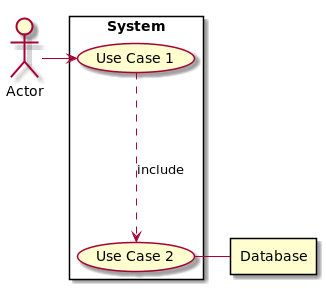 System
Use Case 1
Actor
include
Use Case 2
Database